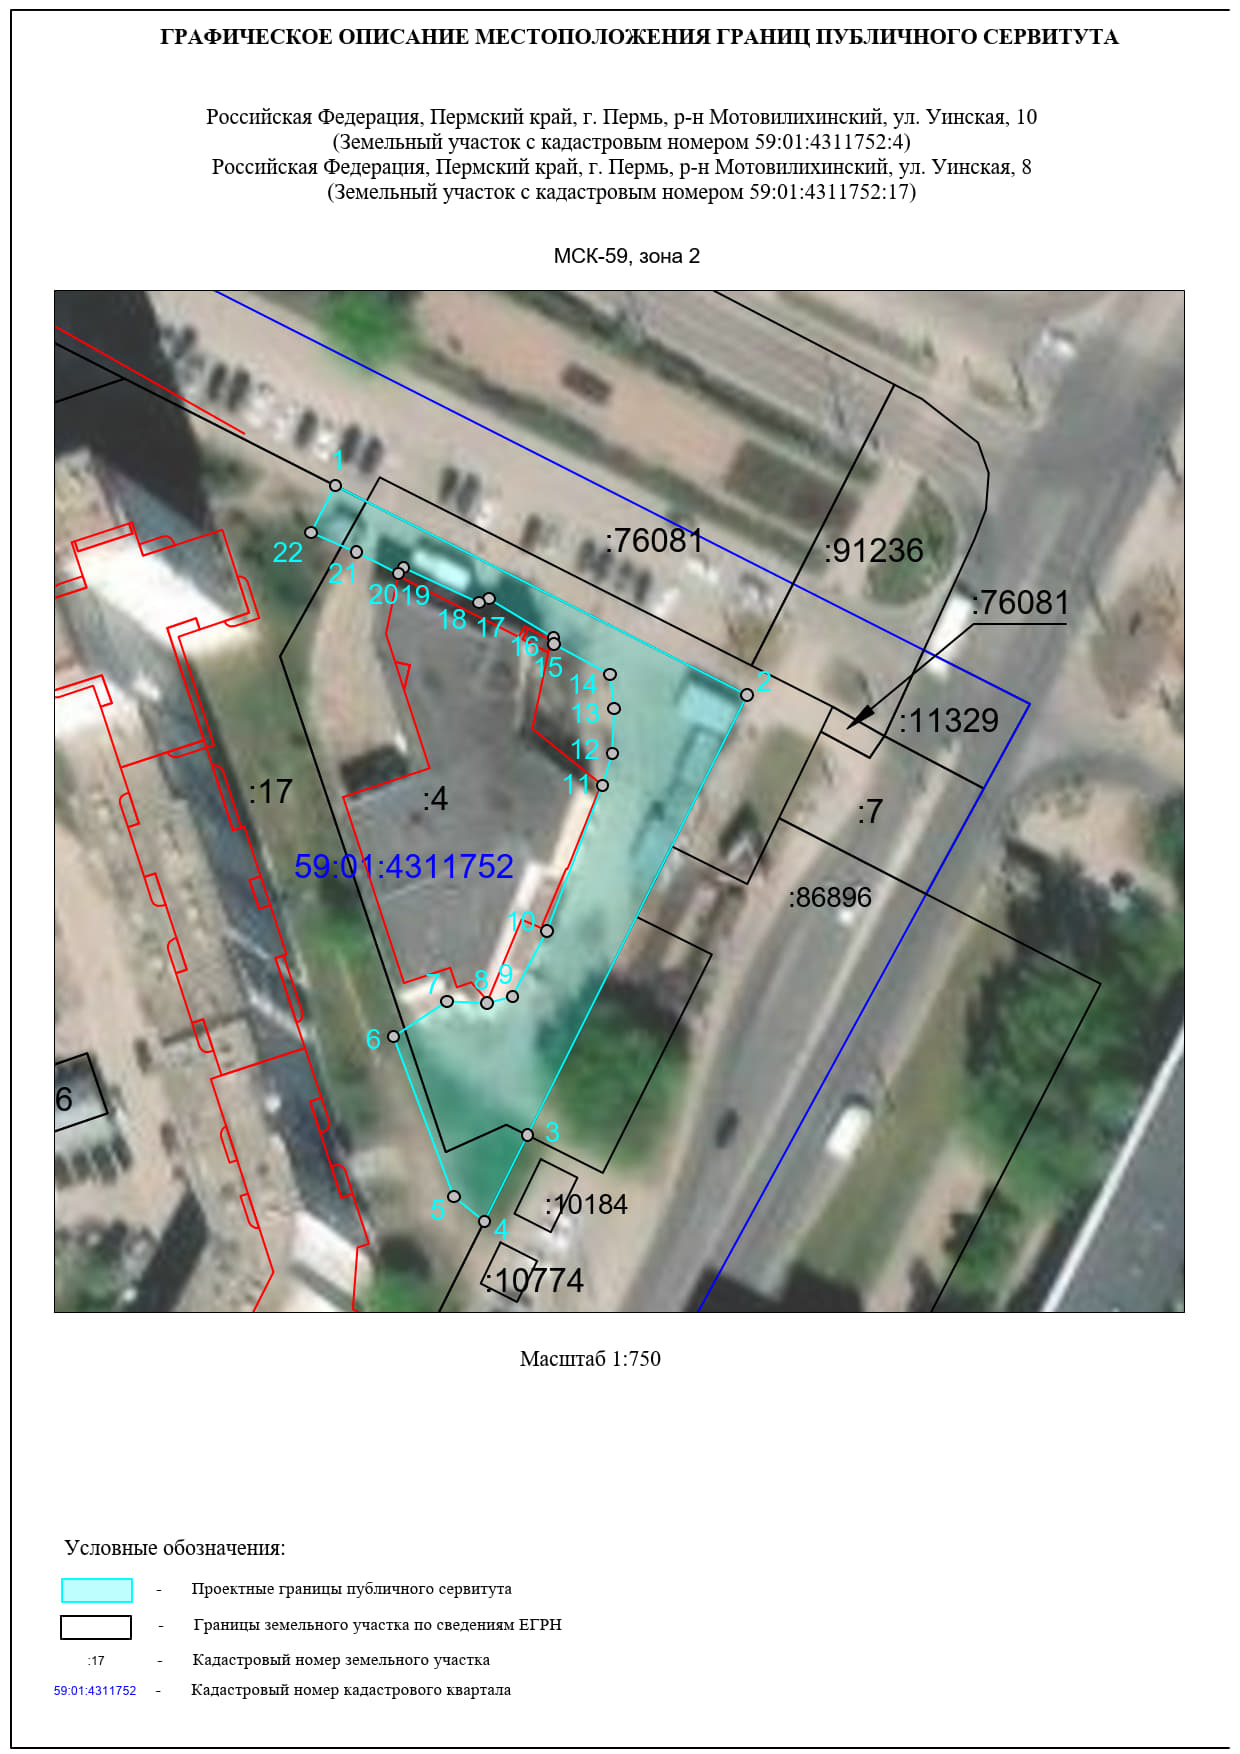 ГРАФИЧЕСКОЕ ОПИСАНИЕ МЕСТОПОЛОЖЕНИЯ ГРАНИЦ ПУБЛИЧНОГО СЕРВИТУТА
Российская Федерация, Пермский край, г. Пермь, р-н Мотовилихинский, ул. Уинская, 10
(Земельный участок с кадастровым номером 59:01:4311752:4)
Российская Федерация, Пермский край, г. Пермь, р-н Мотовилихинский, ул. Уинская, 8
(Земельный участок с кадастровым номером 59:01:4311752:17)
МСК-59, зона 2
1
22
21
20
19
18
17
16
15
14
13
12
11
10
9
8
7
6
5
4
3
2
:76081
:91236
:76081
:11329
:7
:86896
:17
:4
59:01:4311752
6
:10184
:10774
Масштаб 1:750
Условные обозначения:
- Проектные границы публичного сервитута
- Границы земельного участка по сведениям ЕГРН
:17 - Кадастровый номер земельного участка
59:01:4311752 - Кадастровый номер кадастрового квартала